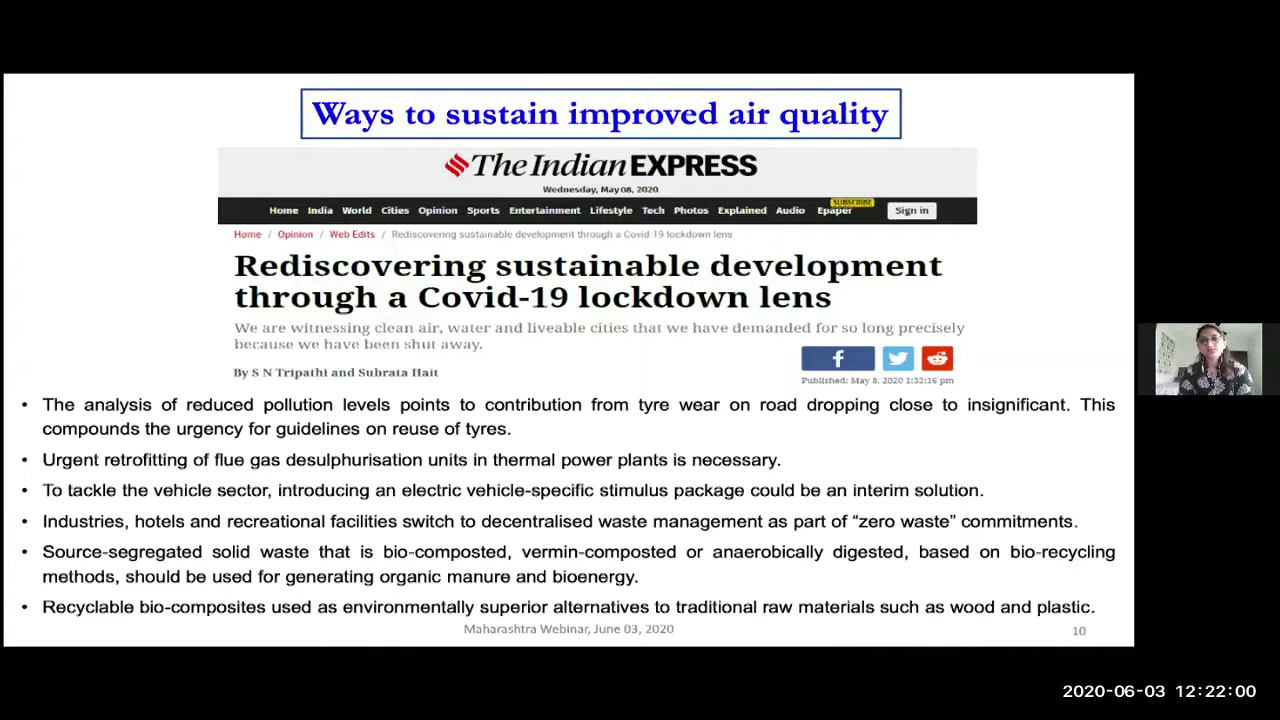 Ways to sustain improved air quality
The Indian EXPRESS
Wednesday, May 08, 2020
SUBSCRIBE
Home India World Cities Opinion Sports Entertainment Lifestyle Tech Photos Explained Audio Epaper Sign in
Home / Opinion / Web Edits / Rediscovering sustainable development through a Covid-19 lockdown lens
Rediscovering sustainable development
through a Covid-19 lockdown lens
We are witnessing clean air, water and liveable cities that we have demanded for so long precisely
because we have been shut away.
By S N Tripathi and Subrata Hait
Published: May 8, 2020 1:32:16 pm
• The analysis of reduced pollution levels points to contribution from tyre wear on road dropping close to insignificant. This
compounds the urgency for guidelines on reuse of tyres.
• Urgent retrofitting of flue gas desulphurisation units in thermal power plants is necessary.
• To tackle the vehicle sector, introducing an electric vehicle-specific stimulus package could be an interim solution.
• Industries, hotels and recreational facilities switch to decentralised waste management as part of “zero waste” commitments.
• Source-segregated solid waste that is bio-composted, vermin-composted or anaerobically digested, based on bio-recycling
methods, should be used for generating organic manure and bioenergy.
• Recyclable bio-composites used as environmentally superior alternatives to traditional raw materials such as wood and plastic.
Maharashtra Webinar, June 03, 2020
10
2020-06-03 12:22:00